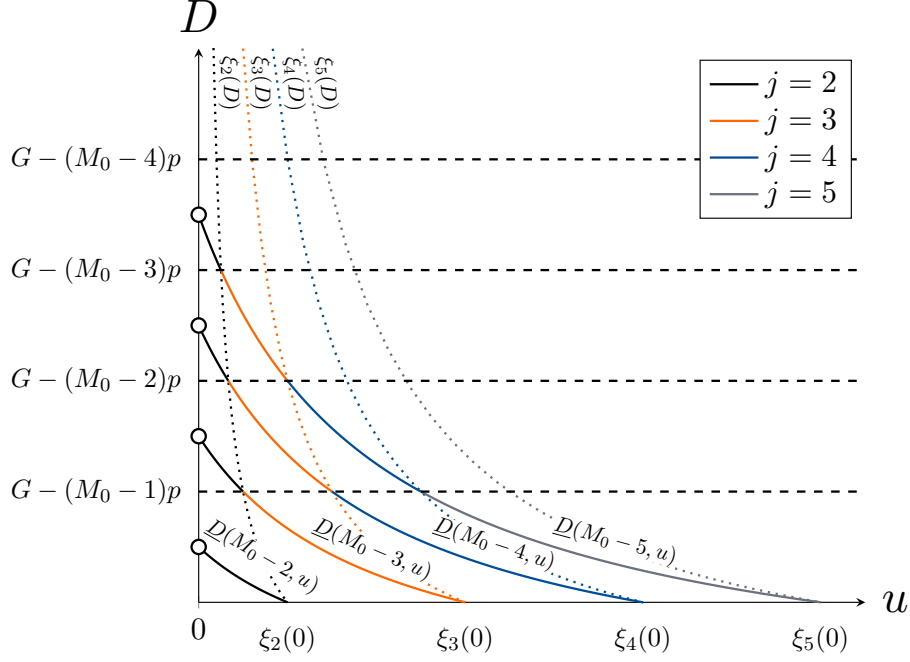 D
ξ₂(D)
ξ₃(D)
ξ₄(D)
ξ₅(D)
j = 2
j = 3
j = 4
j = 5
G − (M₀ − 4)p
G − (M₀ − 3)p
G − (M₀ − 2)p
G − (M₀ − 1)p
D̲(M₀ − 2, u)
D̲(M₀ − 3, u)
D̲(M₀ − 4, u)
D̲(M₀ − 5, u)
u
0
ξ₂(0)
ξ₃(0)
ξ₄(0)
ξ₅(0)